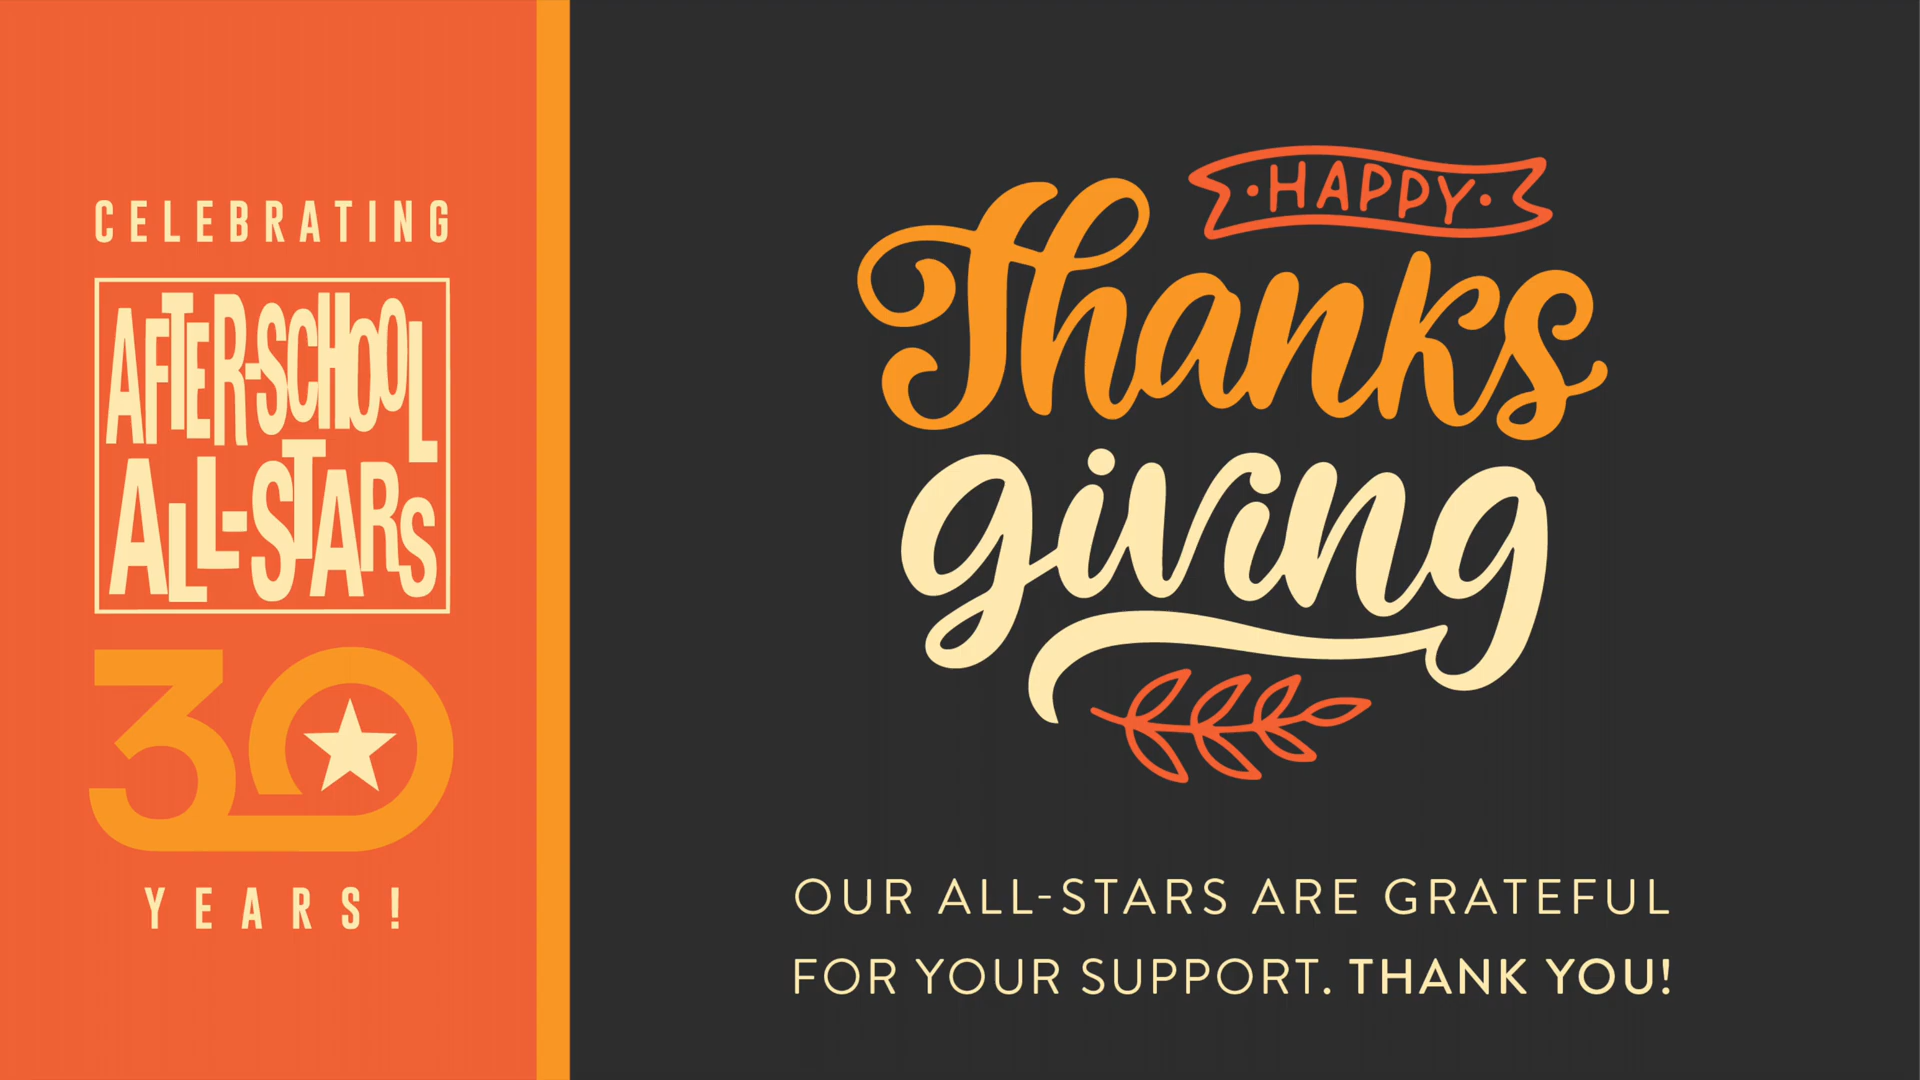 CELEBRATING
AFTER-SCHOOL
ALL-STARS
30
YEARS!
·HAPPY·
Thanks
giving
OUR ALL-STARS ARE GRATEFUL
FOR YOUR SUPPORT. THANK YOU!